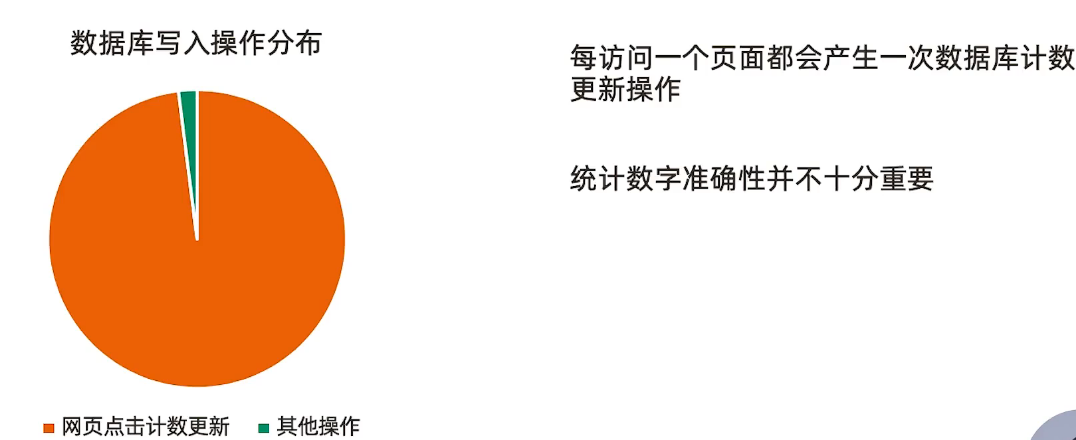 数据库写入操作分布
每访问一个页面都会产生一次数据库计数
更新操作
统计数字准确性并不十分重要
网页点击计数更新 其他操作